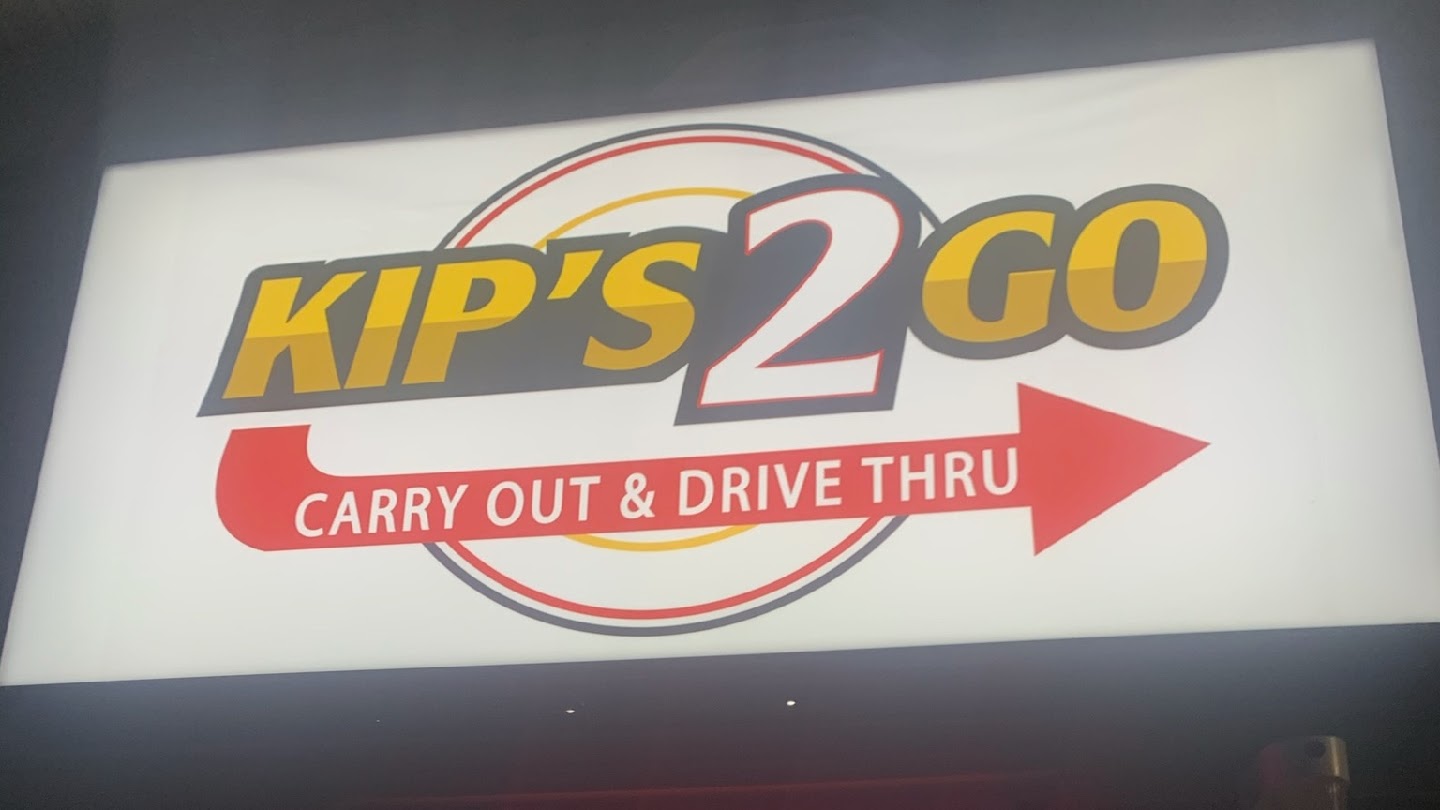 KIP'S 2 GO
CARRY OUT & DRIVE THRU